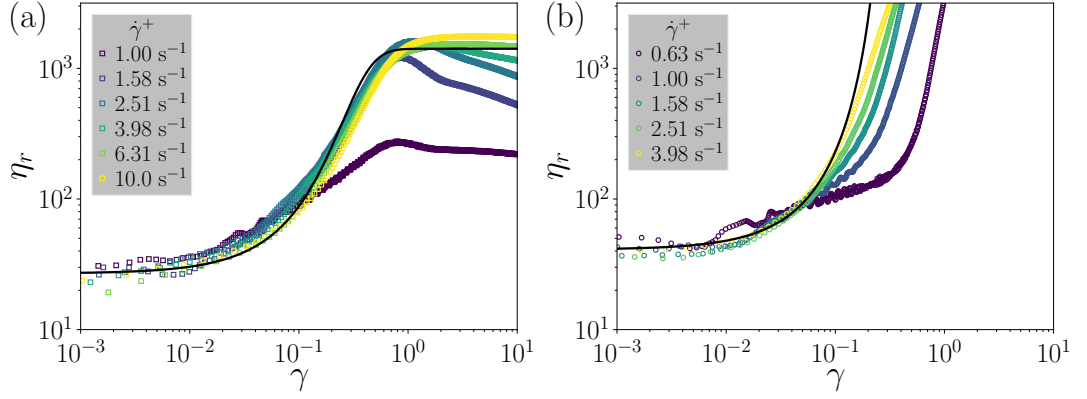 (a)
η_r
10³
10²
10¹
γ̇⁺
1.00 s⁻¹
1.58 s⁻¹
2.51 s⁻¹
3.98 s⁻¹
6.31 s⁻¹
10.0 s⁻¹
10⁻³ 10⁻² 10⁻¹ 10⁰ 10¹
γ
(b)
η_r
10³
10²
10¹
γ̇⁺
0.63 s⁻¹
1.00 s⁻¹
1.58 s⁻¹
2.51 s⁻¹
3.98 s⁻¹
10⁻³ 10⁻² 10⁻¹ 10⁰ 10¹
γ